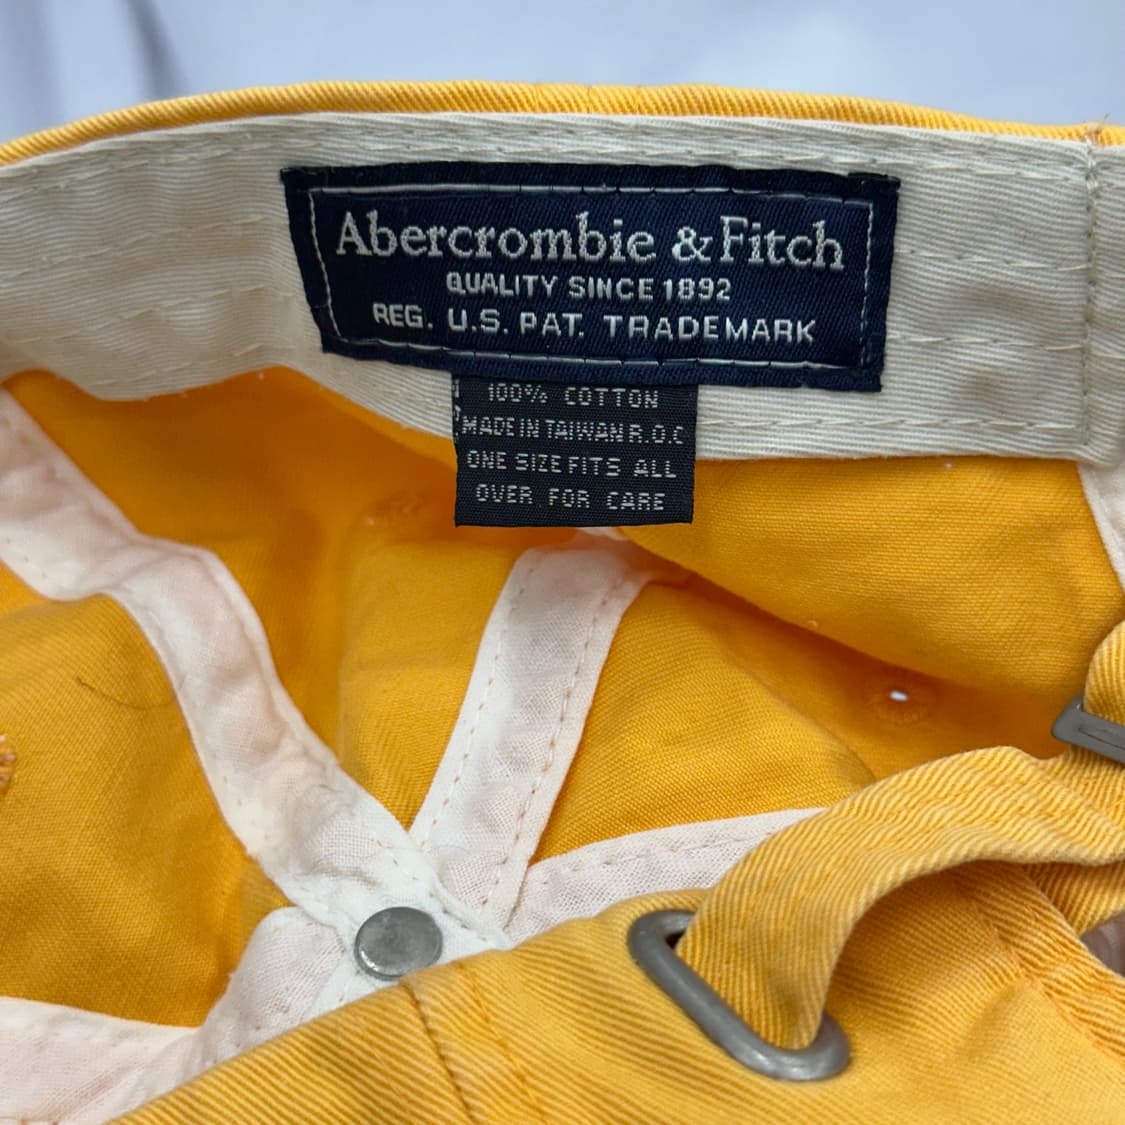 Abercrombie & Fitch
QUALITY SINCE 1892
REG. U.S. PAT. TRADEMARK
100% COTTON
MADE IN TAIWAN R.O.C
ONE SIZE FITS ALL
OVER FOR CARE